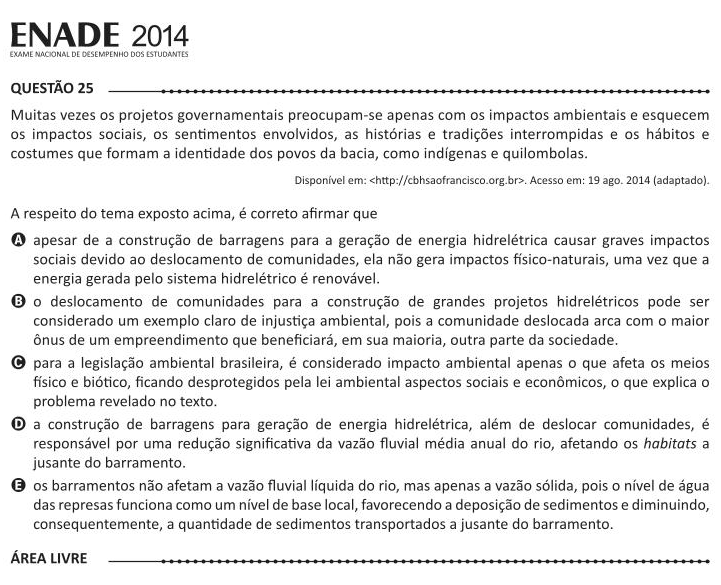 ENADE 2014
EXAME NACIONAL DE DESEMPENHO DOS ESTUDANTES
QUESTÃO 25
Muitas vezes os projetos governamentais preocupam-se apenas com os impactos ambientais e esquecem
os impactos sociais, os sentimentos envolvidos, as histórias e tradições interrompidas e os hábitos e
costumes que formam a identidade dos povos da bacia, como indígenas e quilombolas.
Disponível em: <http://cbhsaofrancisco.org.br>. Acesso em: 19 ago. 2014 (adaptado).
A respeito do tema exposto acima, é correto afirmar que
A apesar de a construção de barragens para a geração de energia hidrelétrica causar graves impactos
sociais devido ao deslocamento de comunidades, ela não gera impactos físico-naturais, uma vez que a
energia gerada pelo sistema hidrelétrico é renovável.
B o deslocamento de comunidades para a construção de grandes projetos hidrelétricos pode ser
considerado um exemplo claro de injustiça ambiental, pois a comunidade deslocada arca com o maior
ônus de um empreendimento que beneficiará, em sua maioria, outra parte da sociedade.
C para a legislação ambiental brasileira, é considerado impacto ambiental apenas o que afeta os meios
físico e biótico, ficando desprotegidos pela lei ambiental aspectos sociais e econômicos, o que explica o
problema revelado no texto.
D a construção de barragens para geração de energia hidrelétrica, além de deslocar comunidades, é
responsável por uma redução significativa da vazão fluvial média anual do rio, afetando os habitats a
jusante do barramento.
E os barramentos não afetam a vazão fluvial líquida do rio, mas apenas a vazão sólida, pois o nível de água
das represas funciona como um nível de base local, favorecendo a deposição de sedimentos e diminuindo,
consequentemente, a quantidade de sedimentos transportados a jusante do barramento.
ÁREA LIVRE